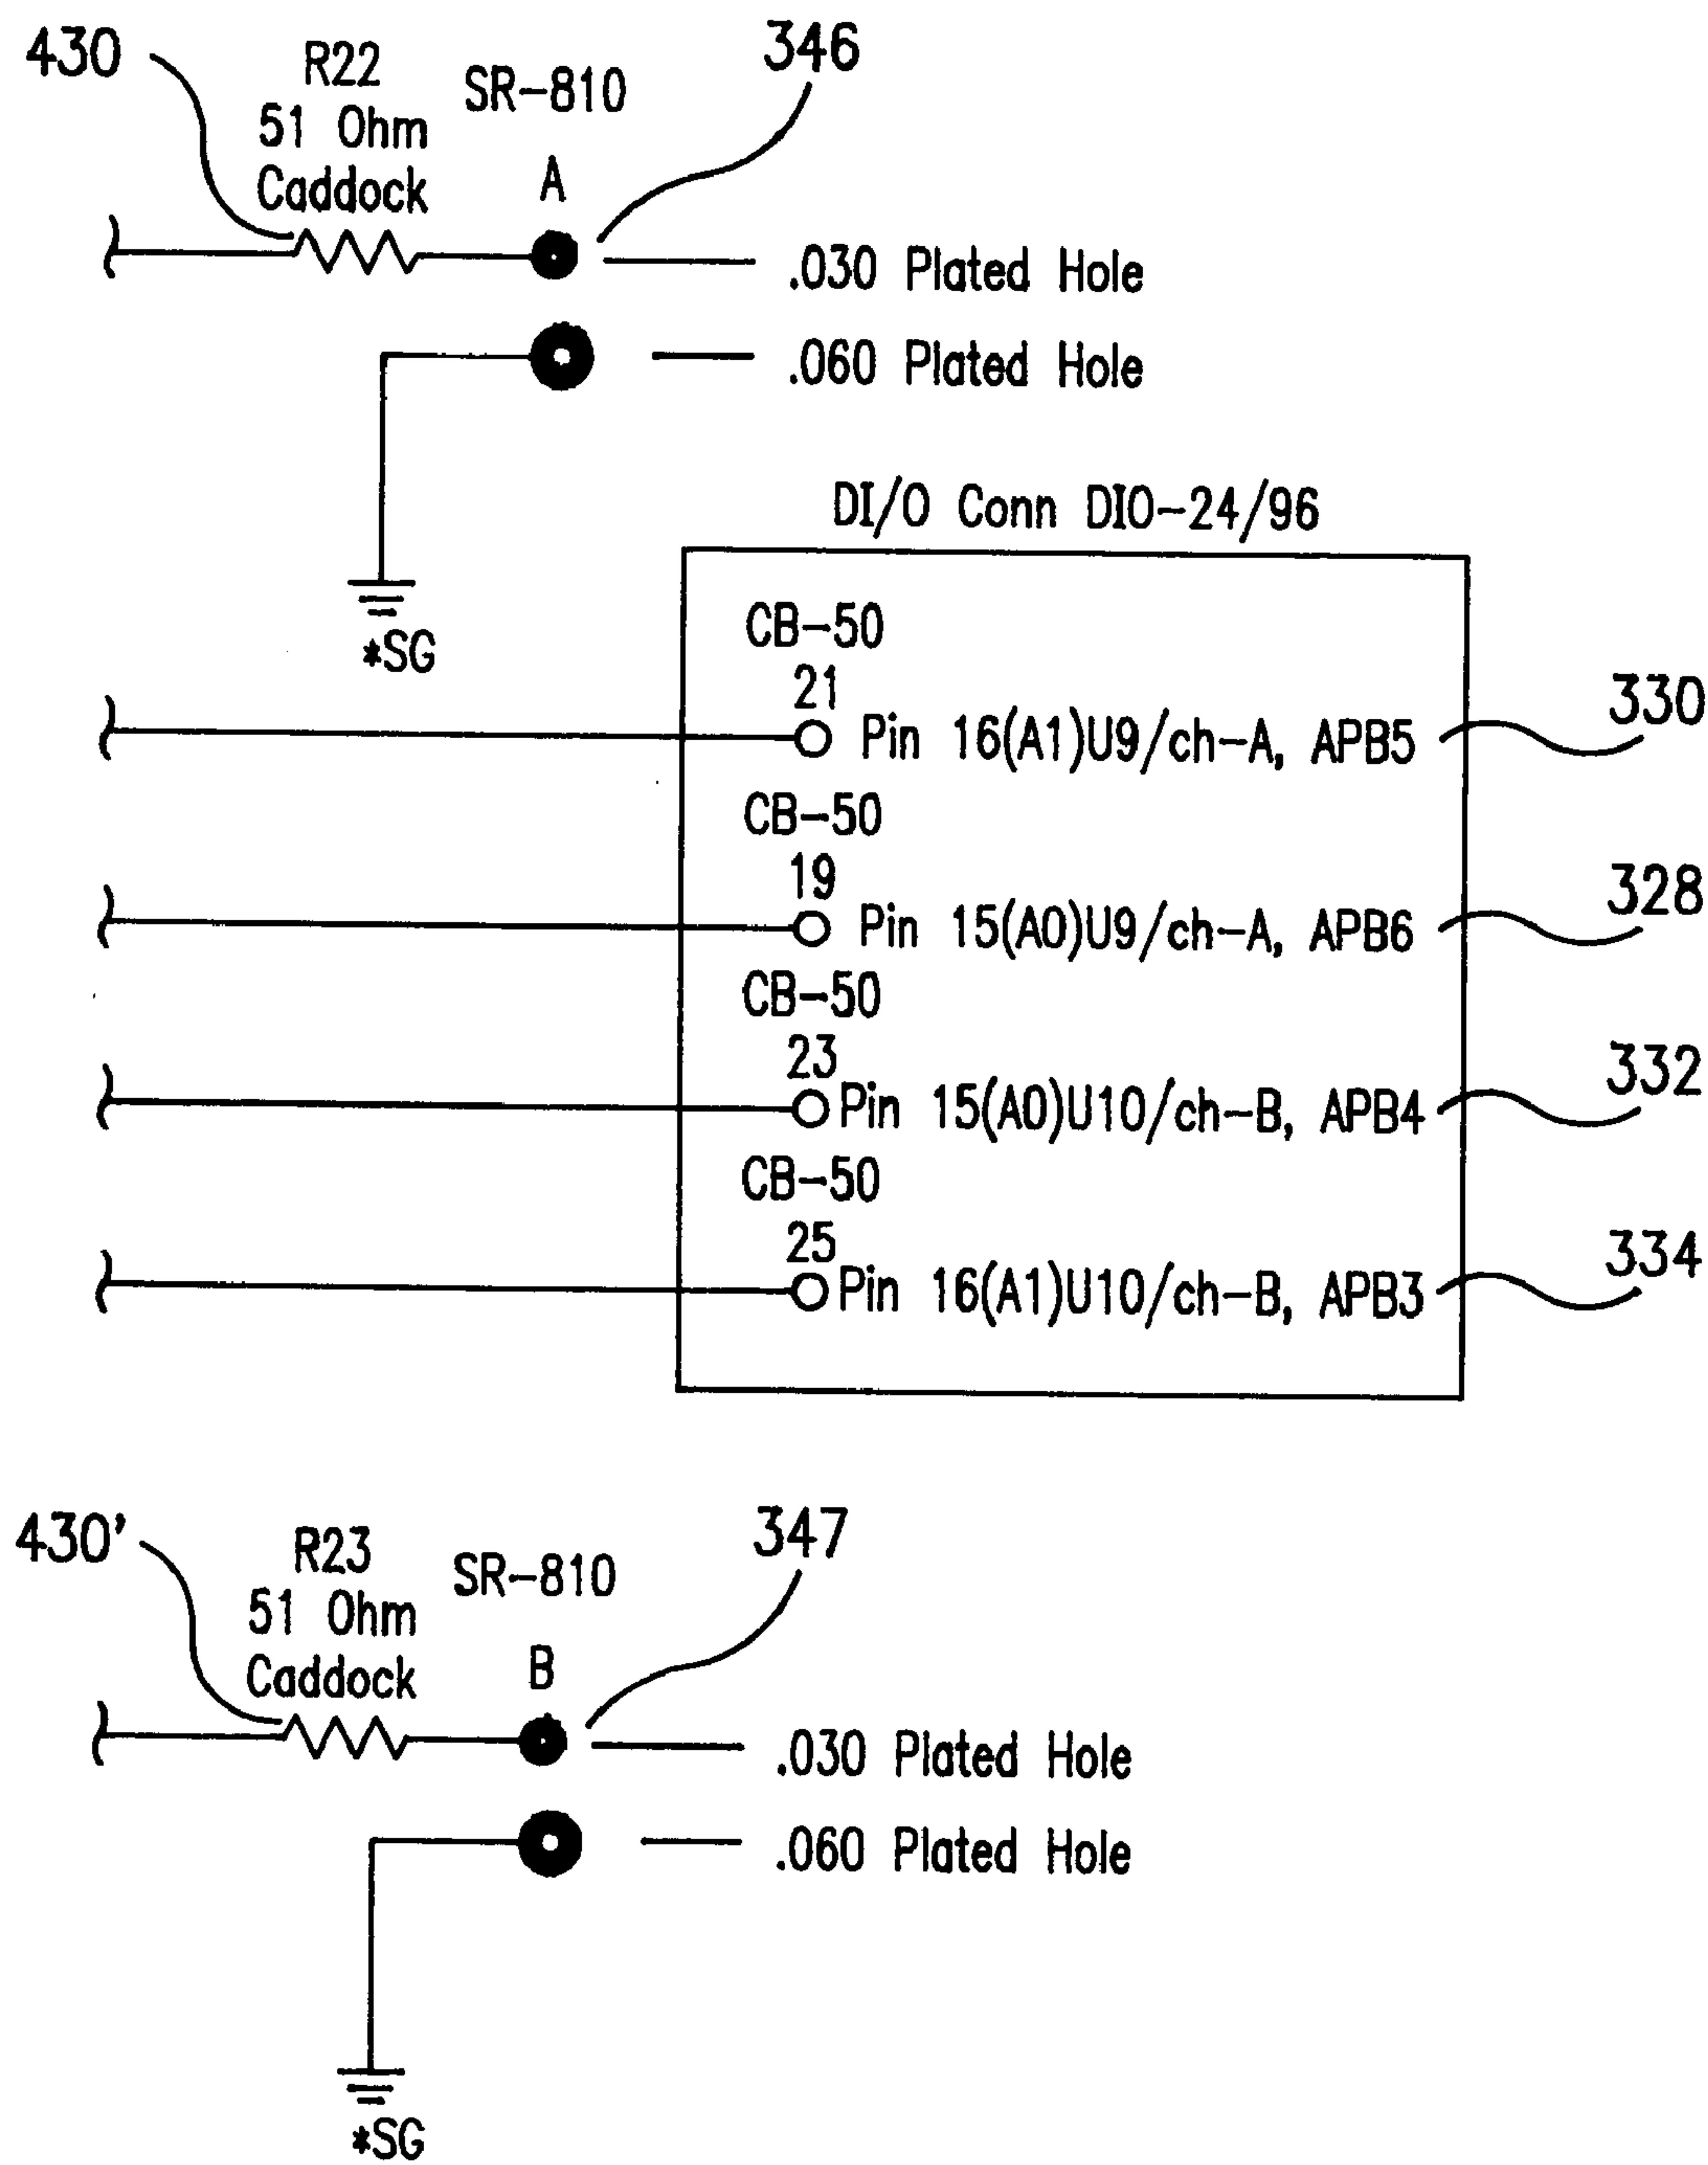 430
R22
51 Ohm
Caddock
SR-810
A
346
.030 Plated Hole
.060 Plated Hole
*SG
DI/O Conn DIO-24/96
CB-50
21
Pin 16(A1)U9/ch-A, APB5
330
CB-50
19
Pin 15(A0)U9/ch-A, APB6
328
CB-50
23
Pin 15(A0)U10/ch-B, APB4
332
CB-50
25
Pin 16(A1)U10/ch-B, APB3
334
430'
R23
51 Ohm
Caddock
SR-810
B
347
.030 Plated Hole
.060 Plated Hole
*SG